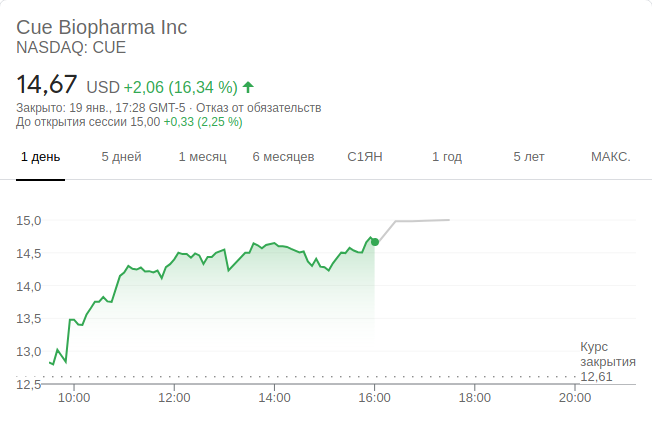 Cue Biopharma Inc
NASDAQ: CUE
14,67 USD +2,06 (16,34 %)
Закрыто: 19 янв., 17:28 GMT-5 · Отказ от обязательств
До открытия сессии 15,00 +0,33 (2,25 %)
1 день 5 дней 1 месяц 6 месяцев С1ЯН 1 год 5 лет МАКС.
15,0
14,5
14,0
13,5
13,0
12,5
Курс
закрытия
12,61
10:00 12:00 14:00 16:00 18:00 20:00